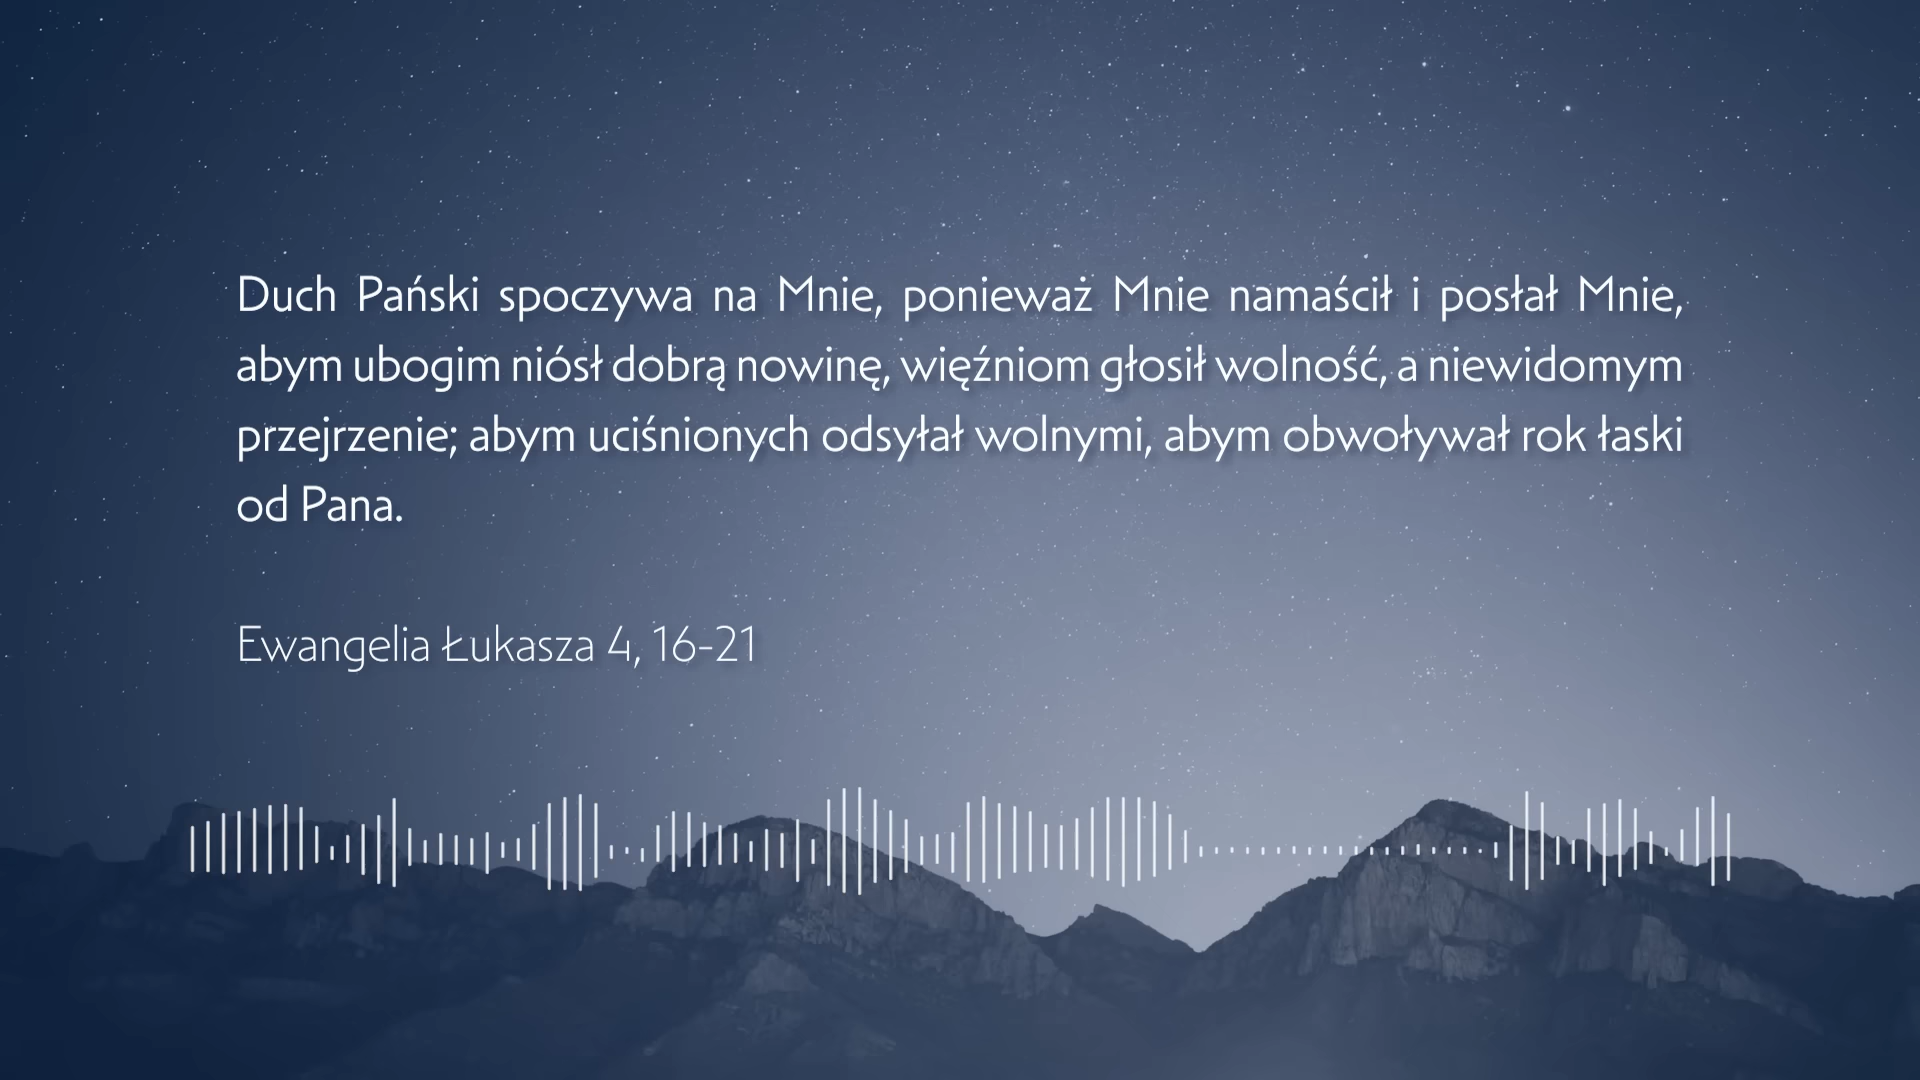 Duch Pański spoczywa na Mnie, ponieważ Mnie namaścił i posłał Mnie,
abym ubogim niósł dobrą nowinę, więźniom głosił wolność, a niewidomym
przejrzenie; abym uciśnionych odsyłał wolnymi, abym obwoływał rok łaski
od Pana.
Ewangelia Łukasza 4, 16-21